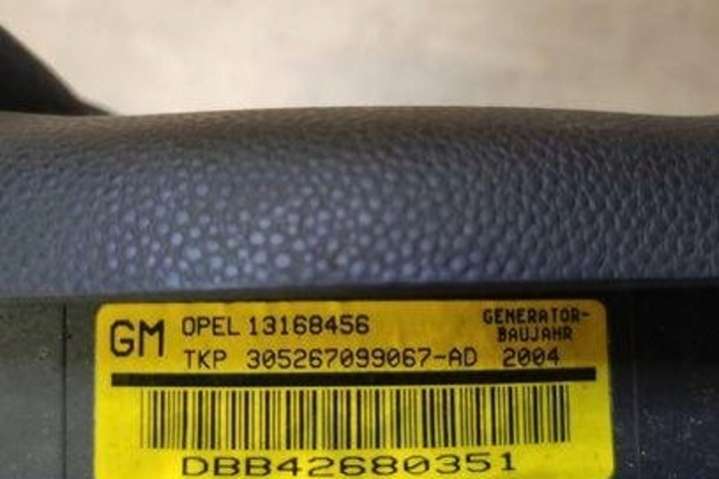 GM OPEL 13168456 GENERATOR-
BAUJAHR
TKP 305267099067-AD 2004
DBB42680351